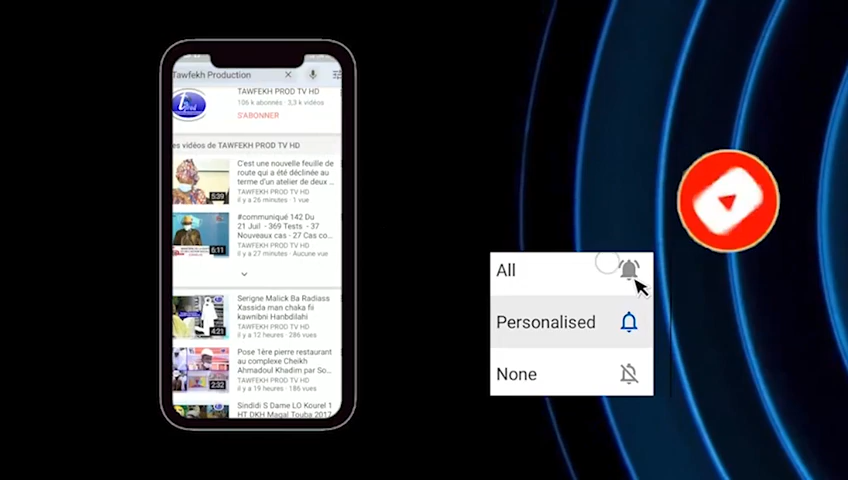 Tawfekh Production
TAWFEKH PROD TV HD
106 k abonnés · 3,3 k vidéos
S'ABONNER
es vidéos de TAWFEKH PROD TV HD
C'est une nouvelle feuille de
route qui a été déclinée au
terme d'un atelier de deux ...
TAWFEKH PROD TV HD
il y a 26 minutes · 1 vue
5:39
#communiqué 142 Du
21 Juil - 369 Tests - 37
Nouveaux cas - 27 Cas co...
TAWFEKH PROD TV HD
il y a 27 minutes · Aucune vue
6:11
Serigne Malick Ba Radiass
Xassida man chaka fii
kawnibni Hanbdilahi
TAWFEKH PROD TV HD
il y a 12 heures · 286 vues
4:21
Pose 1ère pierre restaurant
au complexe Cheikh
Ahmadoul Khadim par So...
TAWFEKH PROD TV HD
il y a 19 heures · 186 vues
2:32
Sindidi S Dame LO Kourel 1
HT DKH Magal Touba 2017
All
Personalised
None